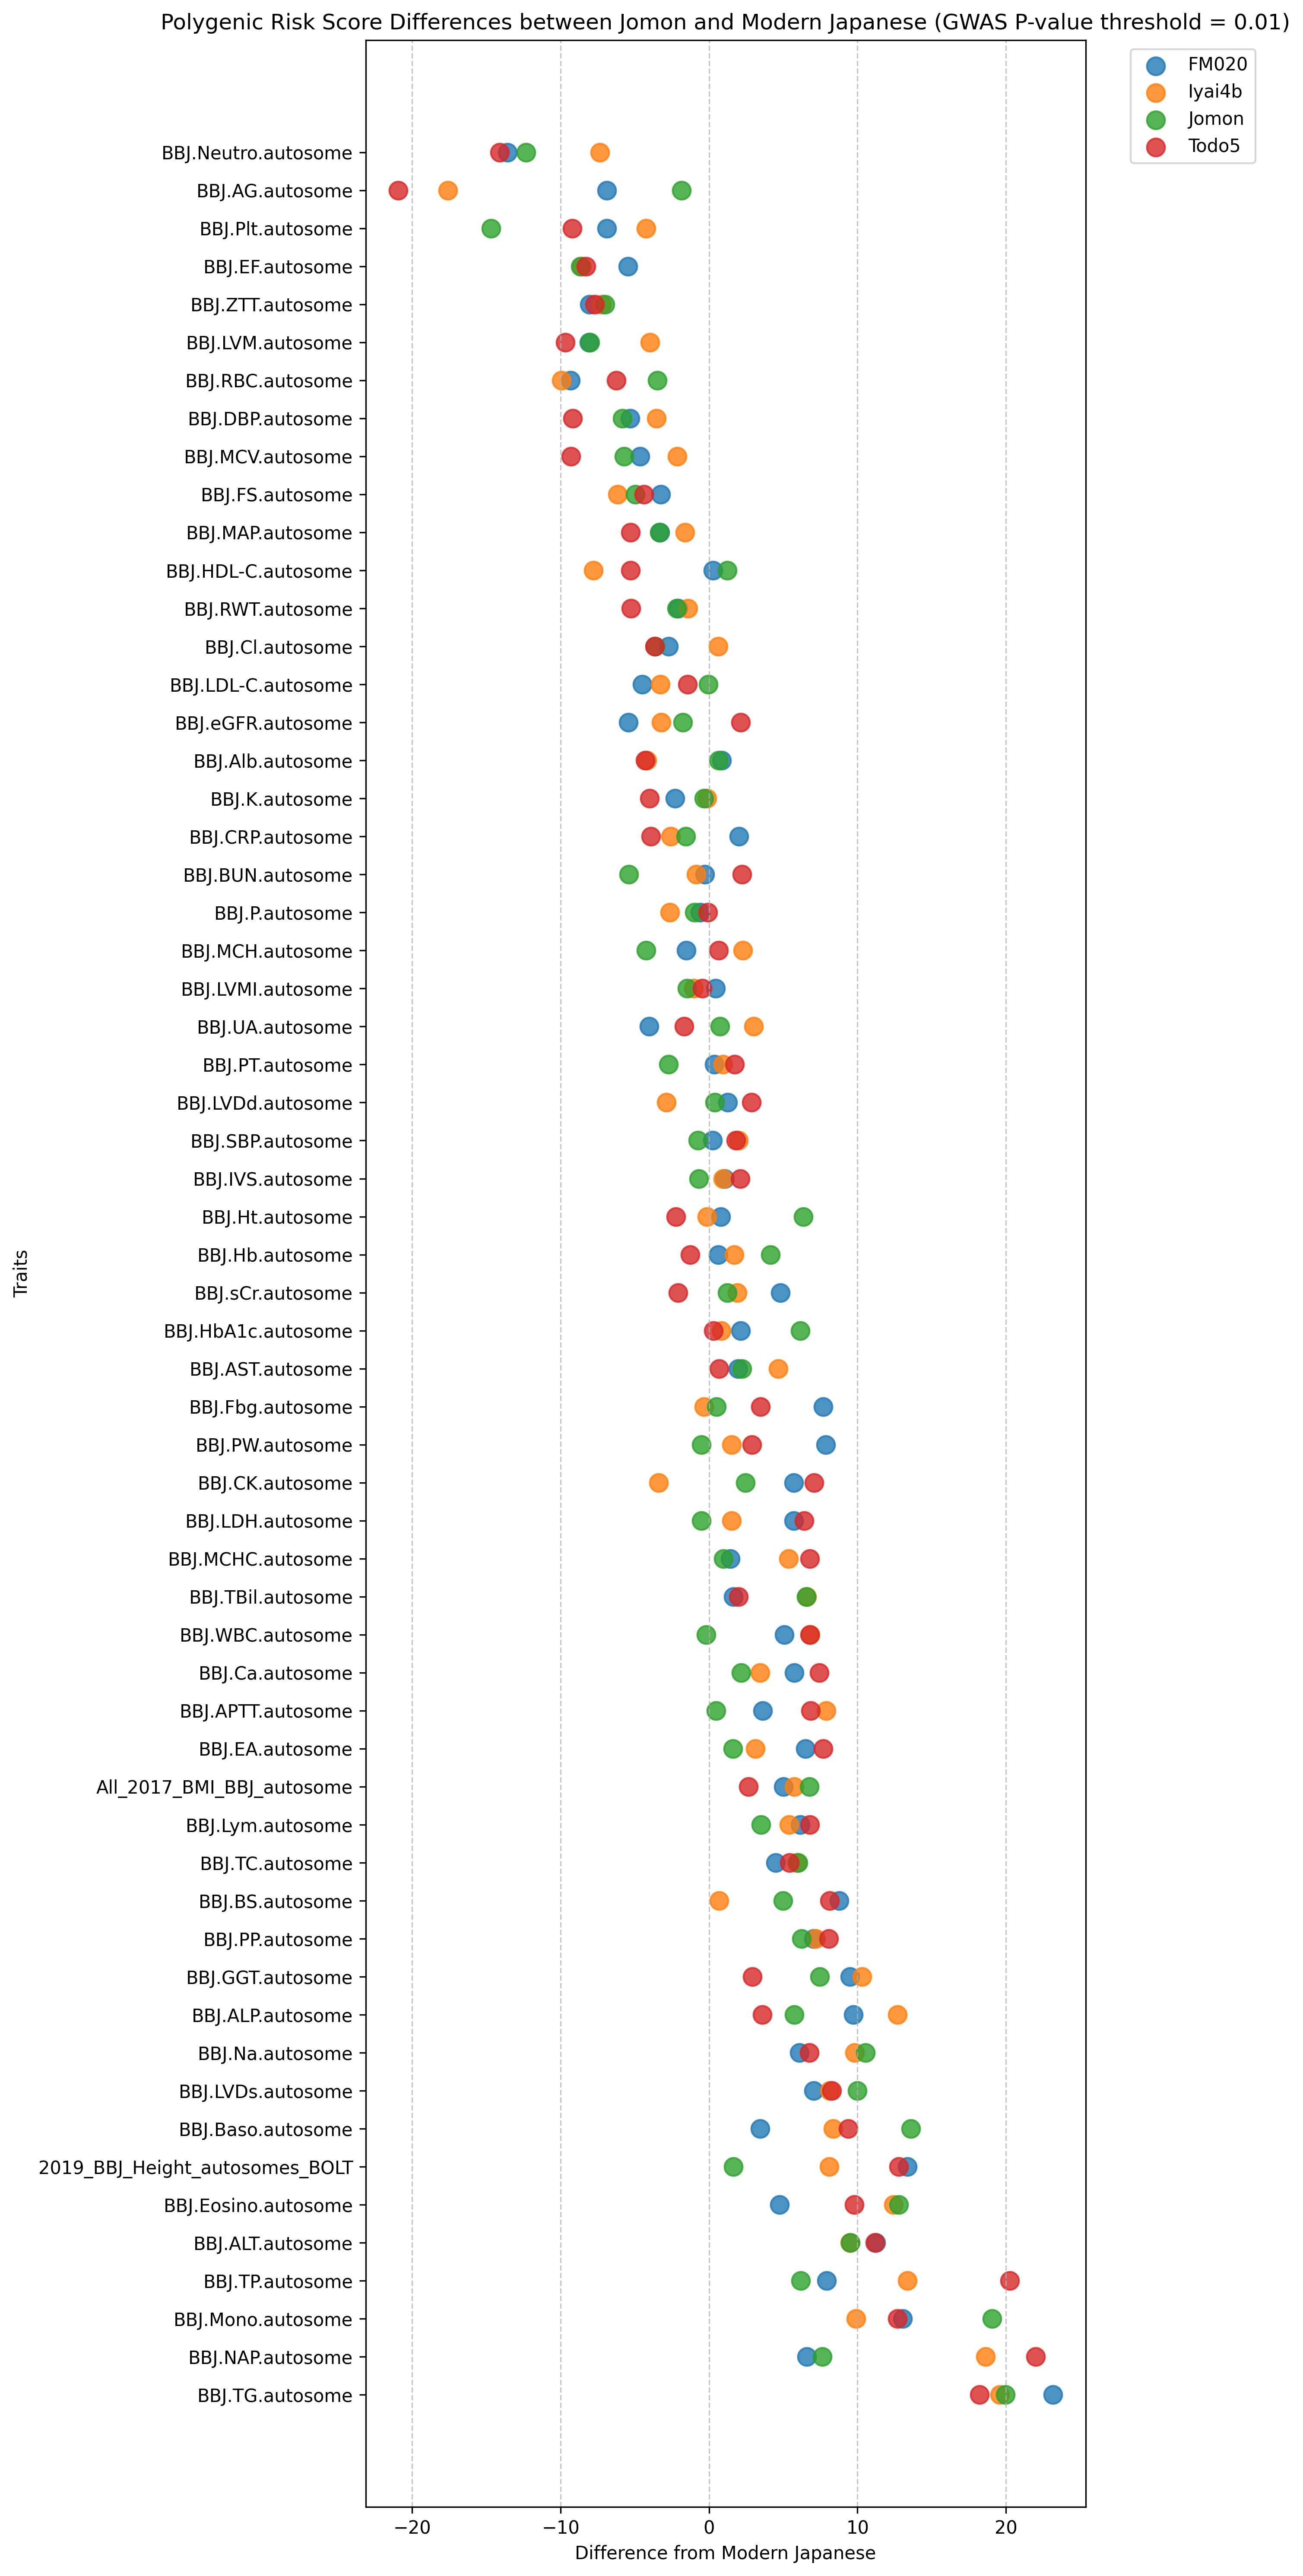 Polygenic Risk Score Differences between Jomon and Modern Japanese (GWAS P-value threshold = 0.01)
FM020
Iyai4b
Jomon
Todo5
BBJ.Neutro.autosome
BBJ.AG.autosome
BBJ.Plt.autosome
BBJ.EF.autosome
BBJ.ZTT.autosome
BBJ.LVM.autosome
BBJ.RBC.autosome
BBJ.DBP.autosome
BBJ.MCV.autosome
BBJ.FS.autosome
BBJ.MAP.autosome
BBJ.HDL-C.autosome
BBJ.RWT.autosome
BBJ.Cl.autosome
BBJ.LDL-C.autosome
BBJ.eGFR.autosome
BBJ.Alb.autosome
BBJ.K.autosome
BBJ.CRP.autosome
BBJ.BUN.autosome
BBJ.P.autosome
BBJ.MCH.autosome
BBJ.LVMI.autosome
BBJ.UA.autosome
BBJ.PT.autosome
BBJ.LVDd.autosome
BBJ.SBP.autosome
BBJ.IVS.autosome
BBJ.Ht.autosome
BBJ.Hb.autosome
BBJ.sCr.autosome
BBJ.HbA1c.autosome
BBJ.AST.autosome
BBJ.Fbg.autosome
BBJ.PW.autosome
BBJ.CK.autosome
BBJ.LDH.autosome
BBJ.MCHC.autosome
BBJ.TBil.autosome
BBJ.WBC.autosome
BBJ.Ca.autosome
BBJ.APTT.autosome
BBJ.EA.autosome
All_2017_BMI_BBJ_autosome
BBJ.Lym.autosome
BBJ.TC.autosome
BBJ.BS.autosome
BBJ.PP.autosome
BBJ.GGT.autosome
BBJ.ALP.autosome
BBJ.Na.autosome
BBJ.LVDs.autosome
BBJ.Baso.autosome
2019_BBJ_Height_autosomes_BOLT
BBJ.Eosino.autosome
BBJ.ALT.autosome
BBJ.TP.autosome
BBJ.Mono.autosome
BBJ.NAP.autosome
BBJ.TG.autosome
Traits
−20 −10 0 10 20
Difference from Modern Japanese